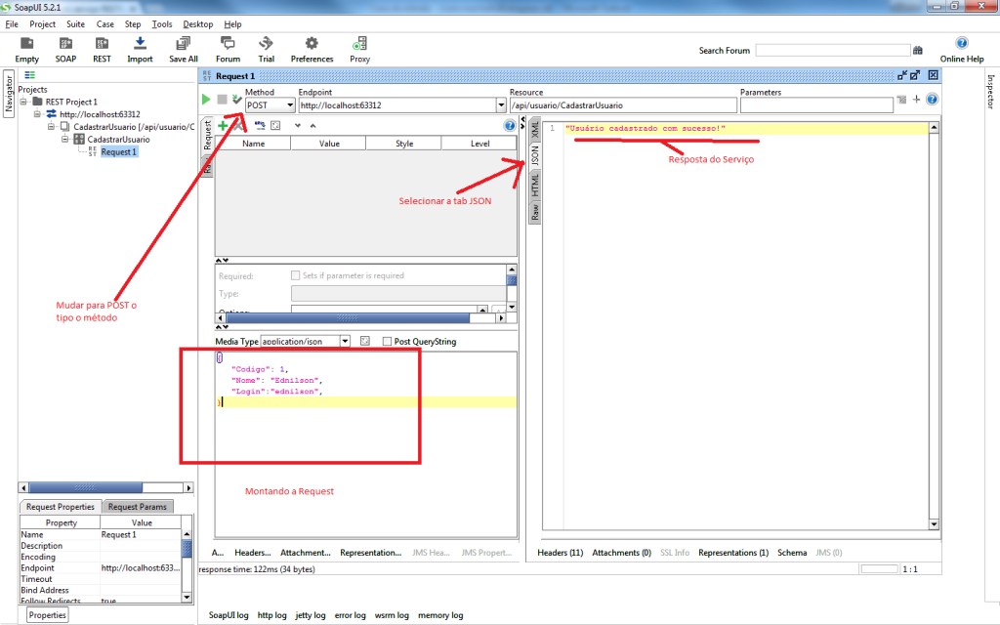 SoapUI 5.2.1
File Project Suite Case Step Tools Desktop Help
Empty SOAP REST Import Save All Forum Trial Preferences Proxy
Search Forum
Online Help
Navigator
Projects
REST Project 1
http://localhost:63312
CadastrarUsuario [/api/usuario/C
CadastrarUsuario
REST
Request 1
REST
Request 1
Inspector
Method Endpoint Resource Parameters
POST http://localhost:63312 /api/usuario/CadastrarUsuario
Request
Name Value Style Level
Required: Sets if parameter is required
Type:
Options:
Media Type application/json Post QueryString
{
"Codigo": 1,
"Nome": "Ednilson",
"Login":"ednilson",
}
XML
JSON
HTML
Raw
1 "Usuário cadastrado com sucesso!"
Resposta do Serviço
Selecionar a tab JSON
Mudar para POST o
tipo o método
Montando a Request
A... Headers... Attachment... Representation... JMS Hea... JMS Propert...
Headers (11) Attachments (0) SSL Info Representations (1) Schema JMS (0)
response time: 122ms (34 bytes)
1 : 1
Request Properties Request Params
Property Value
Name Request 1
Description
Encoding
Endpoint http://localhost:633...
Timeout
Bind Address
Follow Redirects true
Properties
SoapUI log http log jetty log error log wsrm log memory log